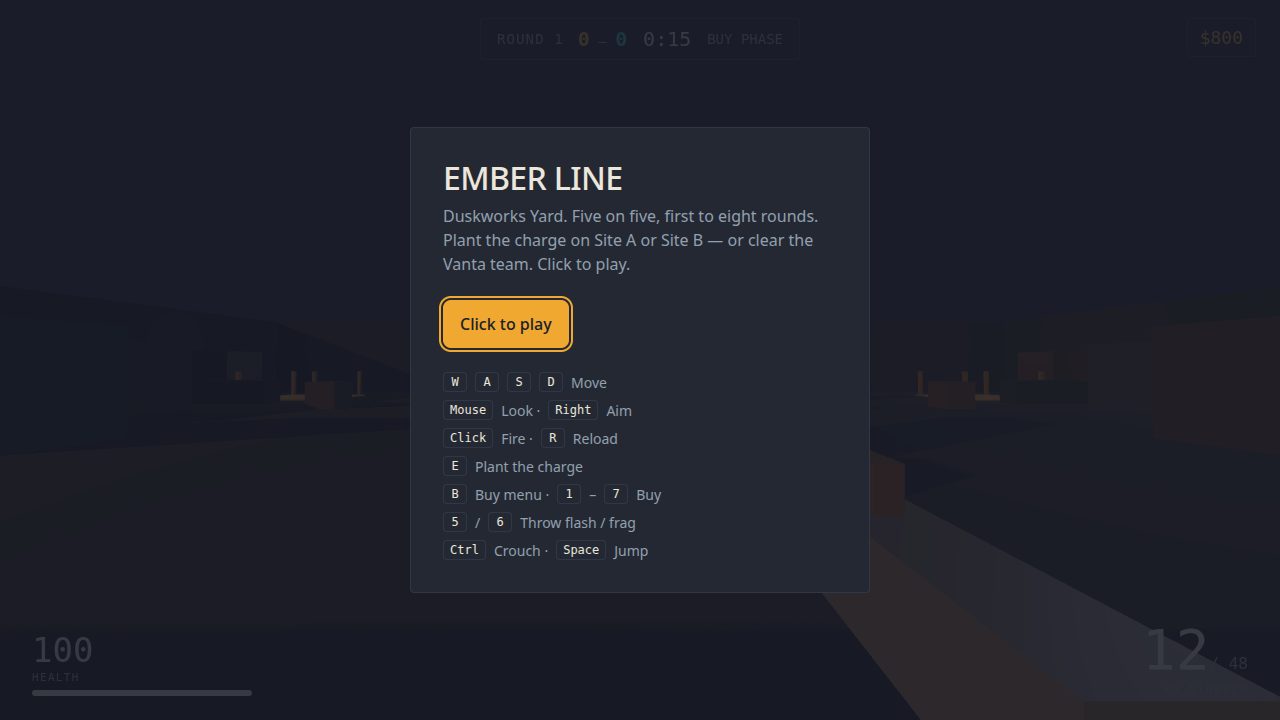 ROUND 1 0 – 0 0:15 BUY PHASE
$800
EMBER LINE
Duskworks Yard. Five on five, first to eight rounds.
Plant the charge on Site A or Site B — or clear the
Vanta team. Click to play.
Click to play
W A S D Move
Mouse Look · Right Aim
Click Fire · R Reload
E Plant the charge
B Buy menu · 1 – 7 Buy
5 / 6 Throw flash / frag
Ctrl Crouch · Space Jump
100
HEALTH
12 / 48